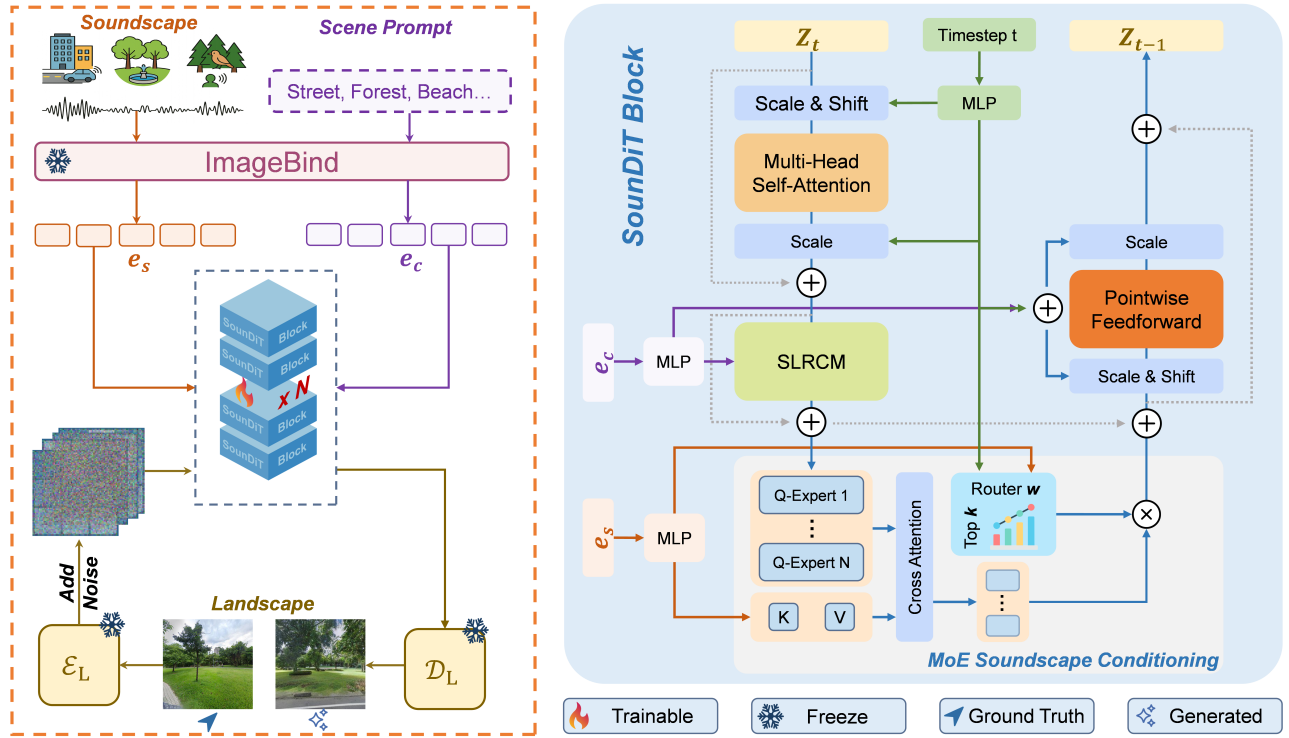 Soundscape
Scene Prompt
Street, Forest, Beach...
ImageBind
e_s
e_c
SounDiT
Block
SounDiT
Block
x N
SounDiT
Block
SounDiT
Block
Add
Noise
Landscape
ℰ_L
𝒟_L
SounDiT Block
Z_t
Timestep t
Z_{t-1}
Scale & Shift
MLP
Multi-Head
Self-Attention
Scale
Scale
Pointwise
Feedforward
e_c
MLP
SLRCM
Scale & Shift
e_s
MLP
Q-Expert 1
⋮
Q-Expert N
K
V
Cross Attention
Router w
Top k
⋮
MoE Soundscape Conditioning
Trainable
Freeze
Ground Truth
Generated